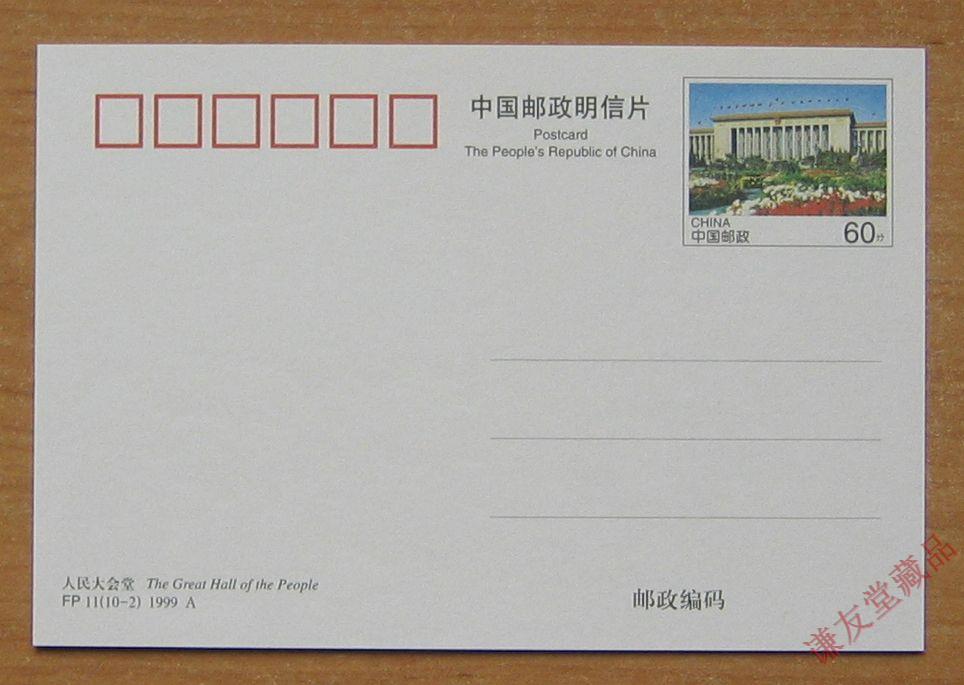 中国邮政明信片
Postcard
The People's Republic of China
CHINA
中国邮政
60分
人民大会堂 The Great Hall of the People
FP 11(10-2) 1999 A
邮政编码
谦友堂藏品